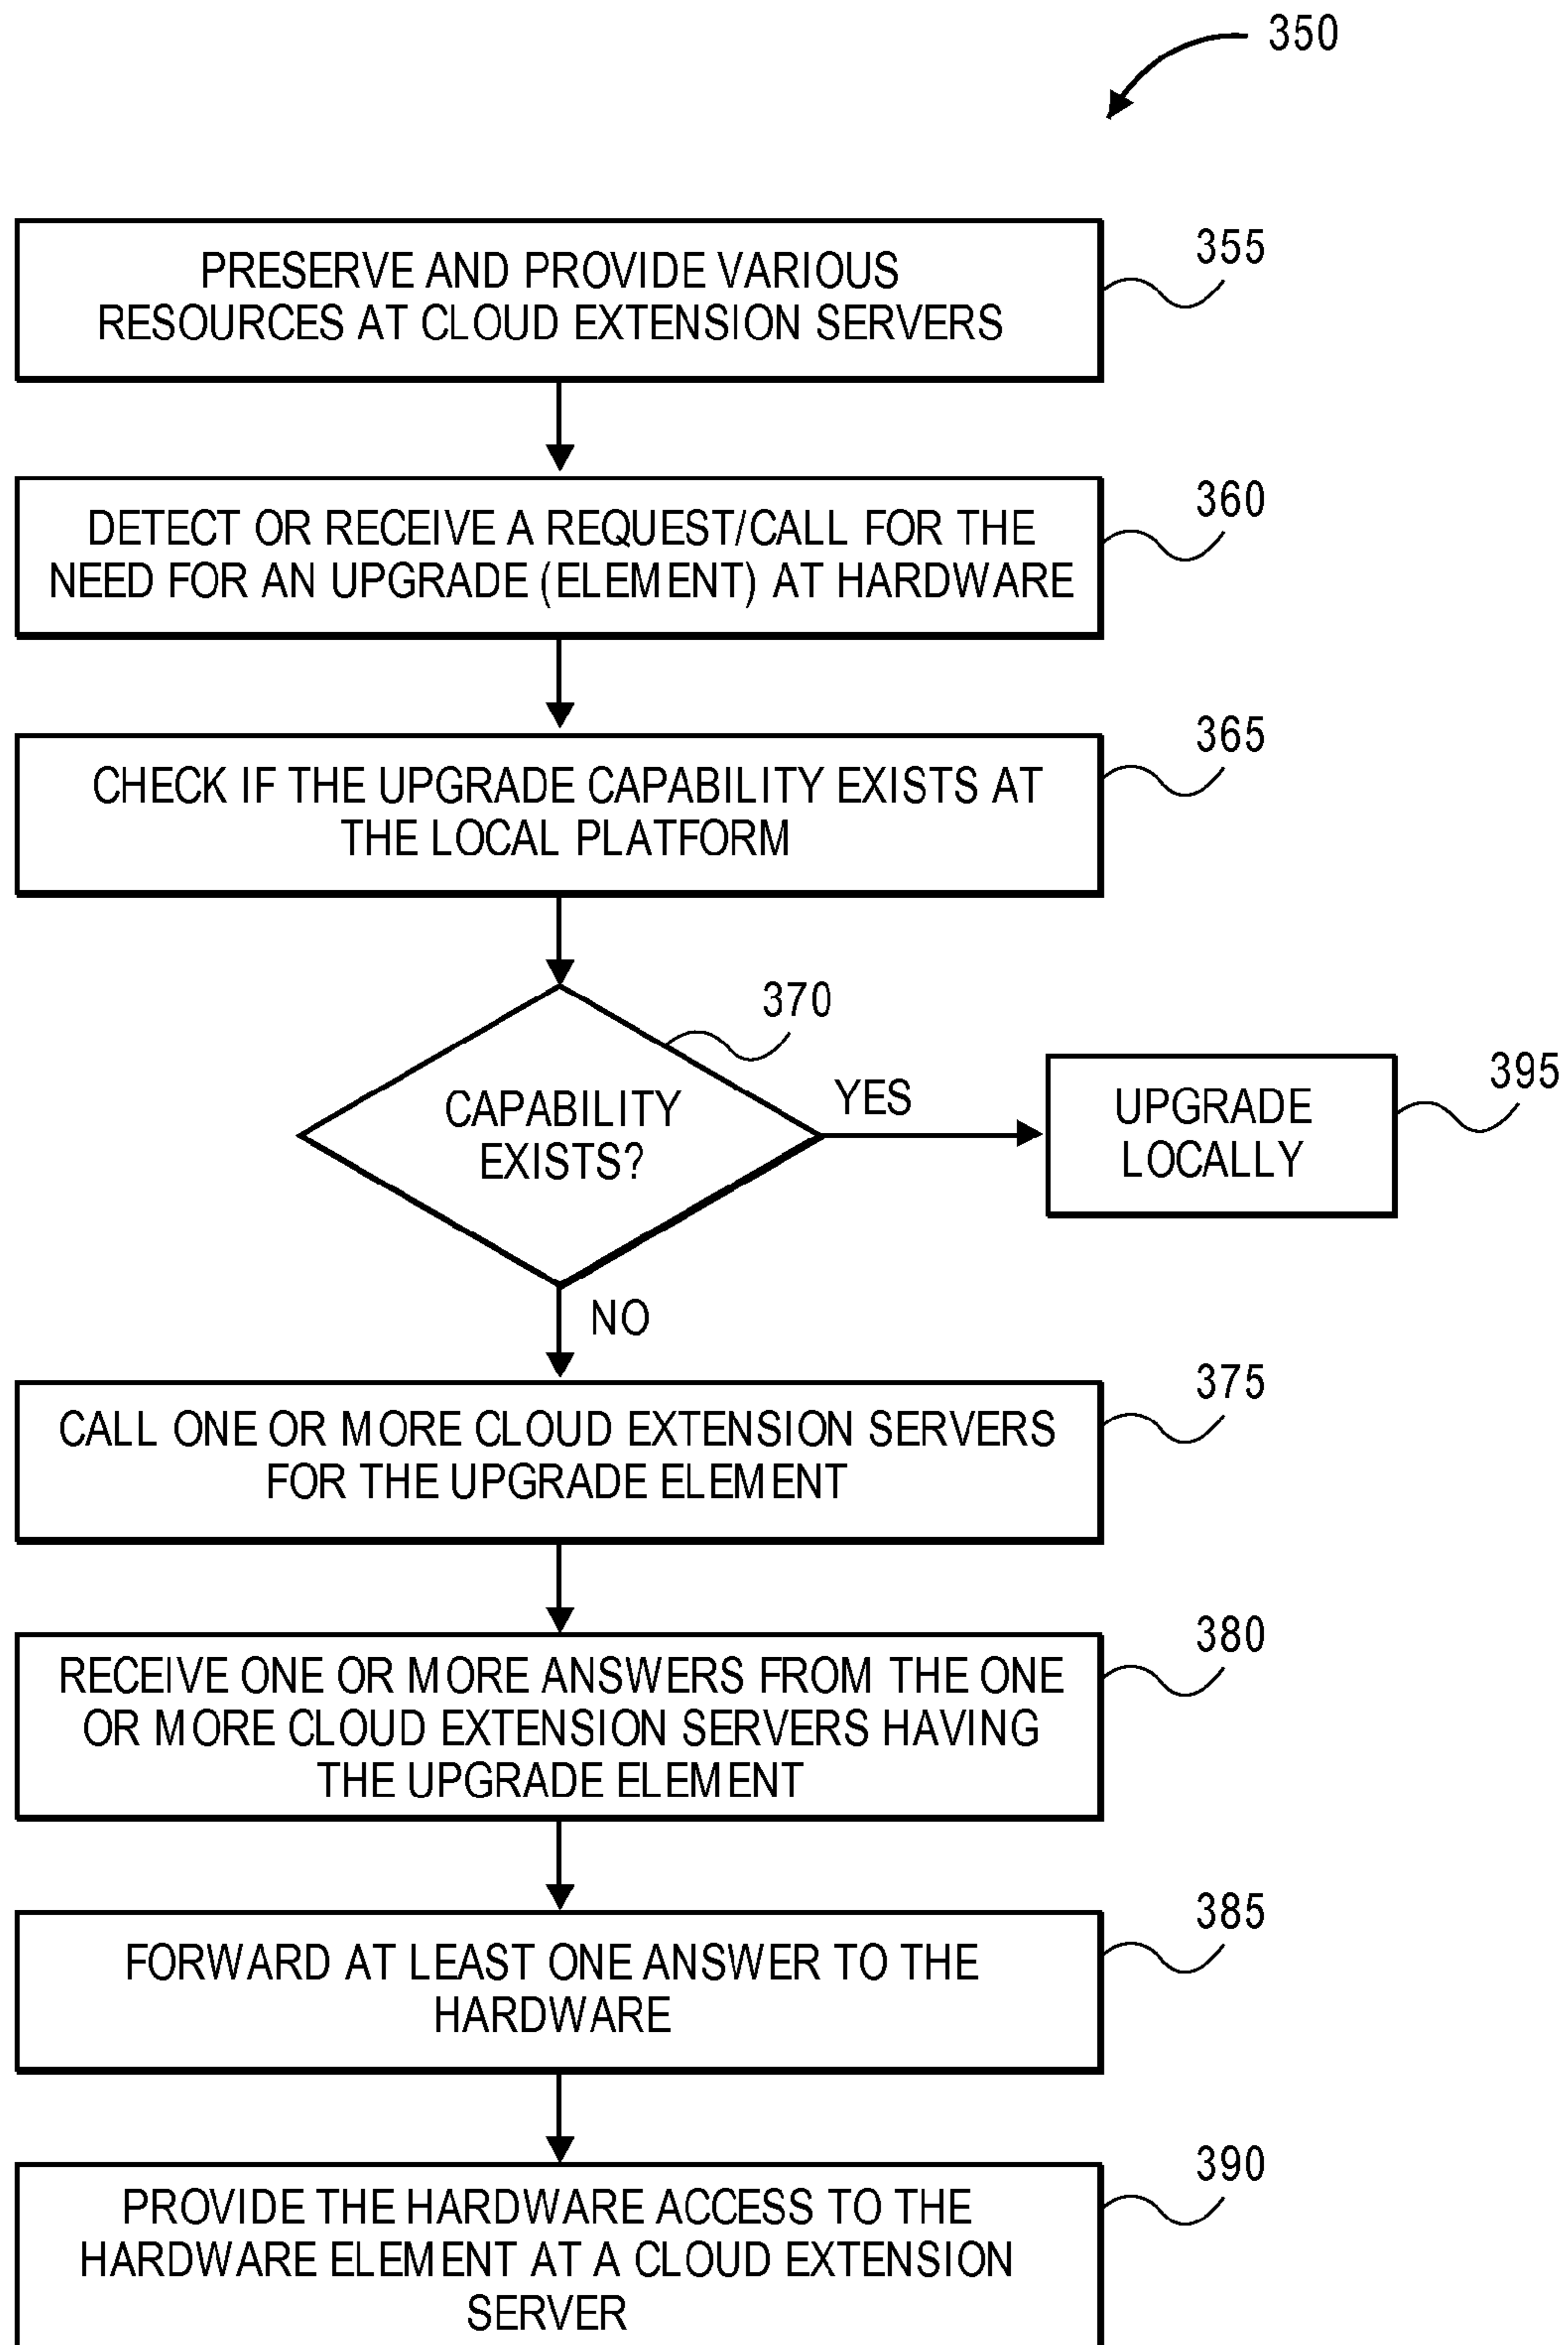 350
PRESERVE AND PROVIDE VARIOUS
RESOURCES AT CLOUD EXTENSION SERVERS
355
DETECT OR RECEIVE A REQUEST/CALL FOR THE
NEED FOR AN UPGRADE (ELEMENT) AT HARDWARE
360
CHECK IF THE UPGRADE CAPABILITY EXISTS AT
THE LOCAL PLATFORM
365
370
CAPABILITY
EXISTS?
YES
UPGRADE
LOCALLY
395
NO
CALL ONE OR MORE CLOUD EXTENSION SERVERS
FOR THE UPGRADE ELEMENT
375
RECEIVE ONE OR MORE ANSWERS FROM THE ONE
OR MORE CLOUD EXTENSION SERVERS HAVING
THE UPGRADE ELEMENT
380
FORWARD AT LEAST ONE ANSWER TO THE
HARDWARE
385
PROVIDE THE HARDWARE ACCESS TO THE
HARDWARE ELEMENT AT A CLOUD EXTENSION
SERVER
390